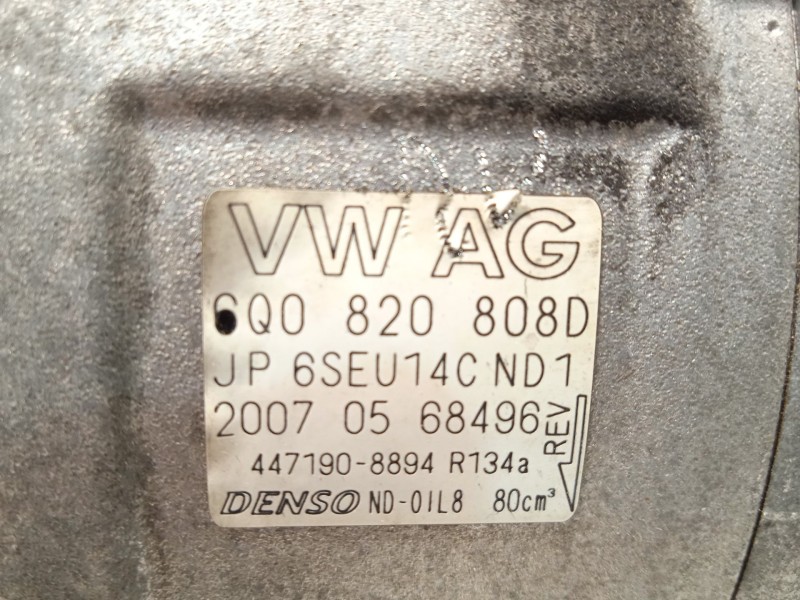 VW AG
6Q0 820 808D
JP 6SEU14C ND1
2007 05 68496
REV
447190-8894 R134a
DENSO ND-OIL8 80cm³